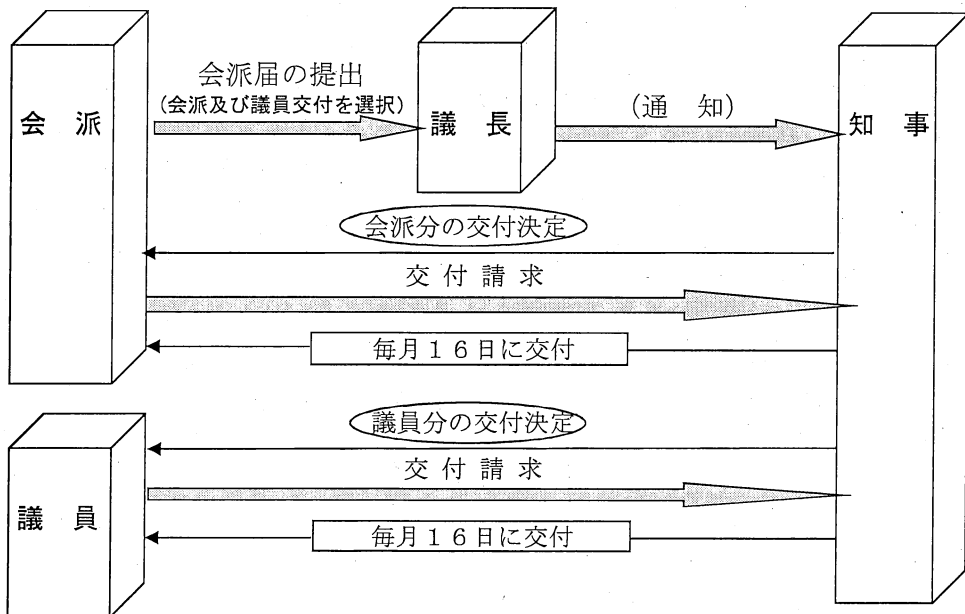 会派届の提出
(会派及び議員交付を選択)
会 派
議 長
(通 知)
知 事
会派分の交付決定
交 付 請 求
毎月１６日に交付
議員分の交付決定
交 付 請 求
議 員
毎月１６日に交付